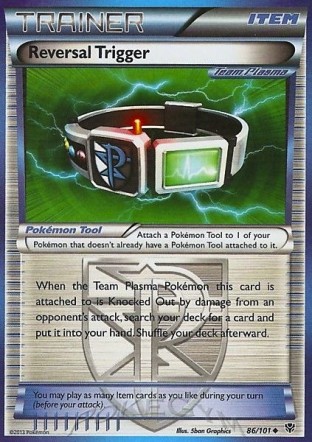 TRAINER ITEM
Reversal Trigger
Team Plasma
Pokémon Tool
Attach a Pokémon Tool to 1 of your
Pokémon that doesn't already have a Pokémon Tool attached to it.
When the Team Plasma Pokémon this card is
attached to is Knocked Out by damage from an
opponent's attack, search your deck for a card and
put it into your hand. Shuffle your deck afterward.
You may play as many Item cards as you like during your turn
(before your attack).
©2013 Pokémon
Illus. 5ban Graphics
86/101